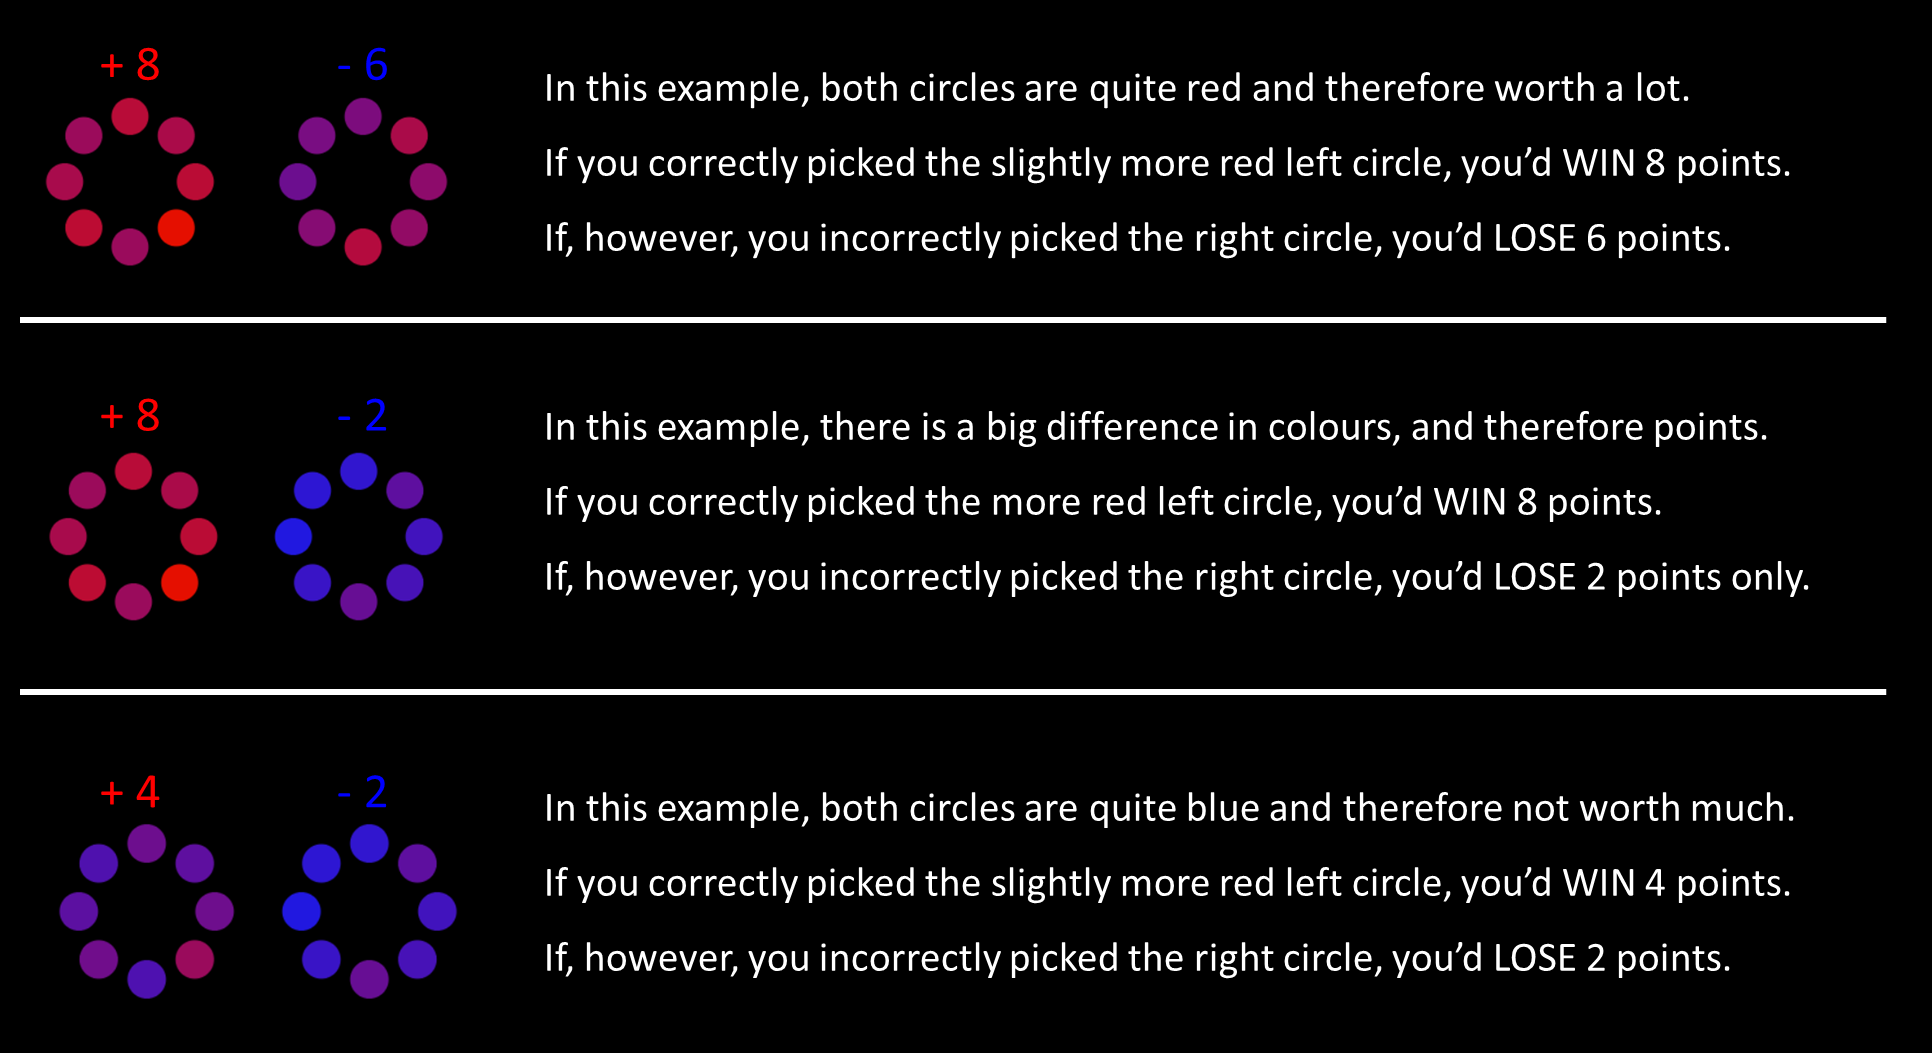 + 8
- 6
In this example, both circles are quite red and therefore worth a lot.
If you correctly picked the slightly more red left circle, you’d WIN 8 points.
If, however, you incorrectly picked the right circle, you’d LOSE 6 points.
+ 8
- 2
In this example, there is a big difference in colours, and therefore points.
If you correctly picked the more red left circle, you’d WIN 8 points.
If, however, you incorrectly picked the right circle, you’d LOSE 2 points only.
+ 4
- 2
In this example, both circles are quite blue and therefore not worth much.
If you correctly picked the slightly more red left circle, you’d WIN 4 points.
If, however, you incorrectly picked the right circle, you’d LOSE 2 points.